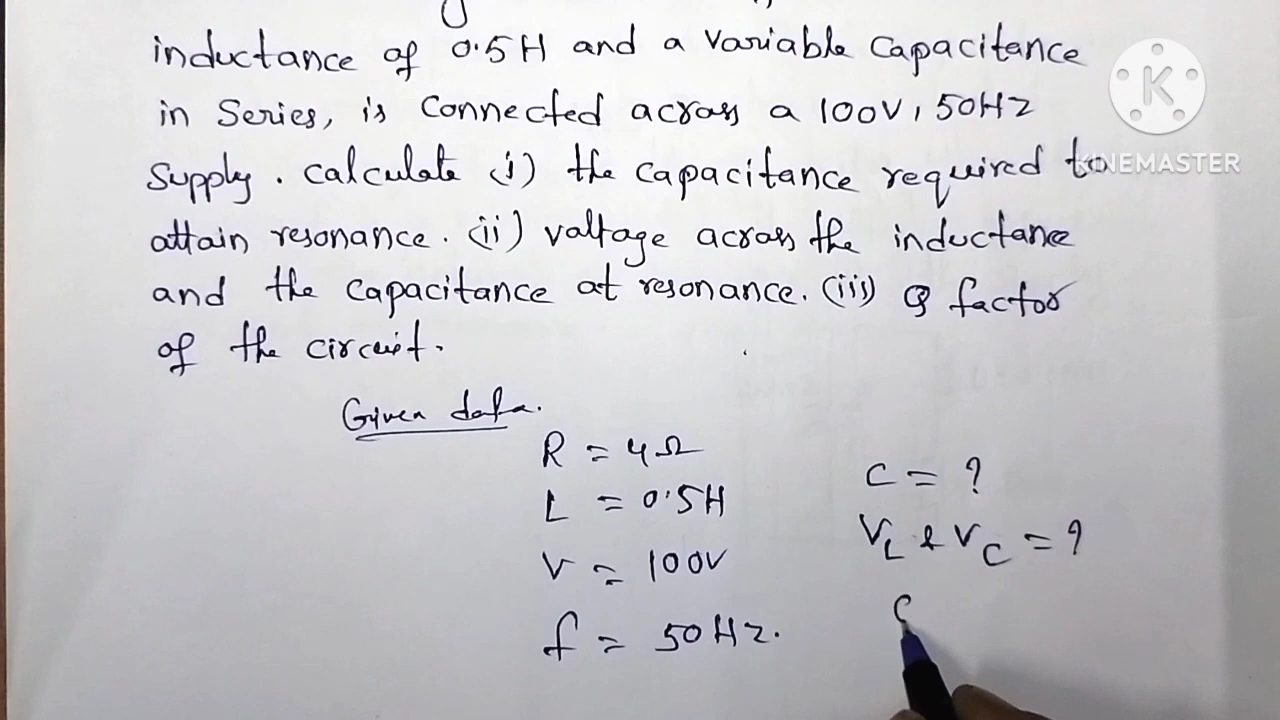 inductance of 0.5H and a variable capacitance
in series, is connected across a 100V, 50HZ
KINEMASTER
supply. calculate (i) the capacitance required to
attain resonance. (ii) voltage across the inductance
and the capacitance at resonance. (iii) Q factor
of the circuit.
Given data.
R = 4Ω
L = 0.5H
C = ?
V = 100V
VL & VC = ?
f = 50HZ.